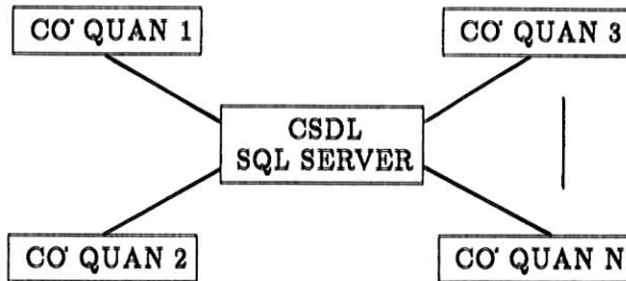 CƠ QUAN 1
CƠ QUAN 3
CSDL
SQL SERVER
CƠ QUAN 2
CƠ QUAN N